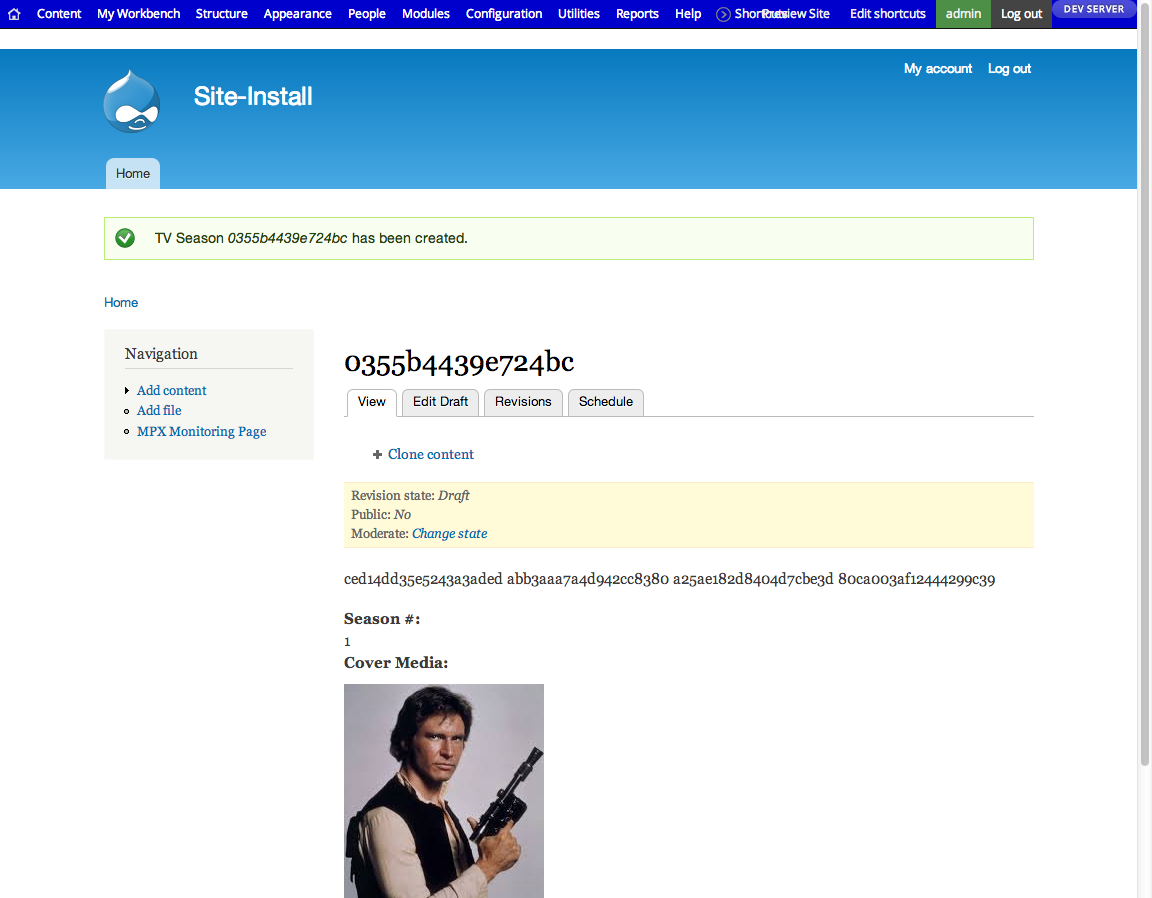 Content My Workbench Structure Appearance People Modules Configuration Utilities Reports Help Shortcuts Preview Site Edit shortcuts admin Log out DEV SERVER
My account Log out
Site-Install
Home
TV Season 0355b4439e724bc has been created.
Home
Navigation
Add content
Add file
MPX Monitoring Page
0355b4439e724bc
View Edit Draft Revisions Schedule
Clone content
Revision state: Draft
Public: No
Moderate: Change state
ced14dd35e5243a3aded abb3aaa7a4d942cc8380 a25ae182d8404d7cbe3d 80ca003af12444299c39
Season #:
1
Cover Media: